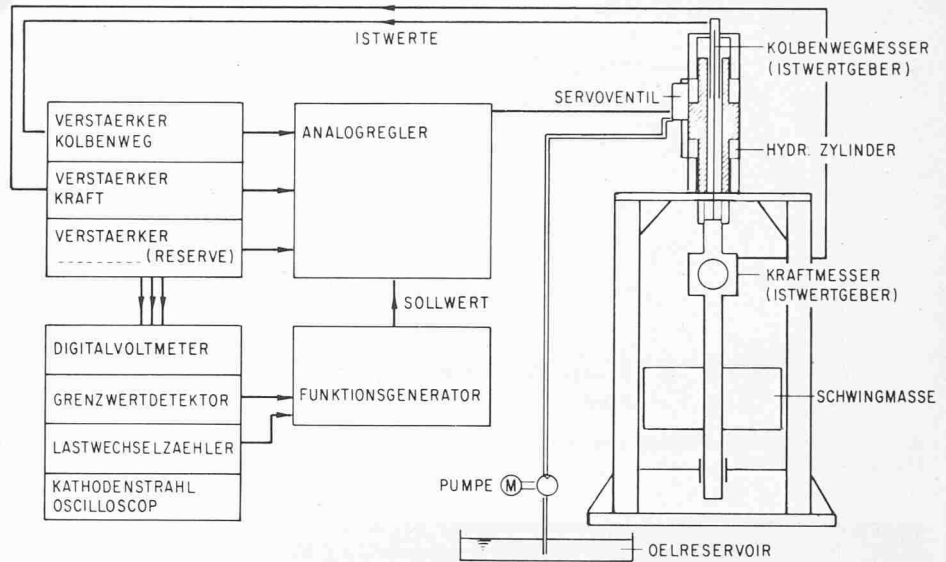 ISTWERTE
KOLBENWEGMESSER
(ISTWERTGEBER)
SERVOVENTIL
VERSTAERKER
KOLBENWEG
ANALOGREGLER
HYDR. ZYLINDER
VERSTAERKER
KRAFT
VERSTAERKER
_________ (RESERVE)
KRAFTMESSER
(ISTWERTGEBER)
SOLLWERT
DIGITALVOLTMETER
GRENZWERTDETEKTOR
FUNKTIONSGENERATOR
SCHWINGMASSE
LASTWECHSELZAEHLER
KATHODENSTRAHL
OSCILLOSCOP
PUMPE M
OELRESERVOIR